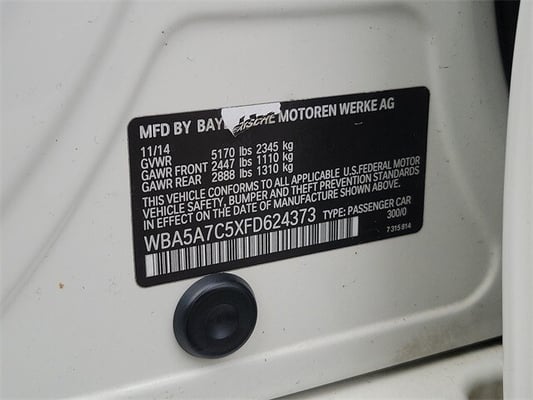 MFD BY BAY ERISCHE MOTOREN WERKE AG
11/14
GVWR 5170 lbs 2345 kg
GAWR FRONT 2447 lbs 1110 kg
GAWR REAR 2888 lbs 1310 kg
THIS VEHICLE CONFORMS TO ALL APPLICABLE U.S.FEDERAL MOTOR
VEHICLE SAFETY, BUMPER AND THEFT PREVENTION STANDARDS
IN EFFECT ON THE DATE OF MANUFACTURE SHOWN ABOVE.
WBA5A7C5XFD624373 TYPE: PASSENGER CAR
300/0
7 315 814